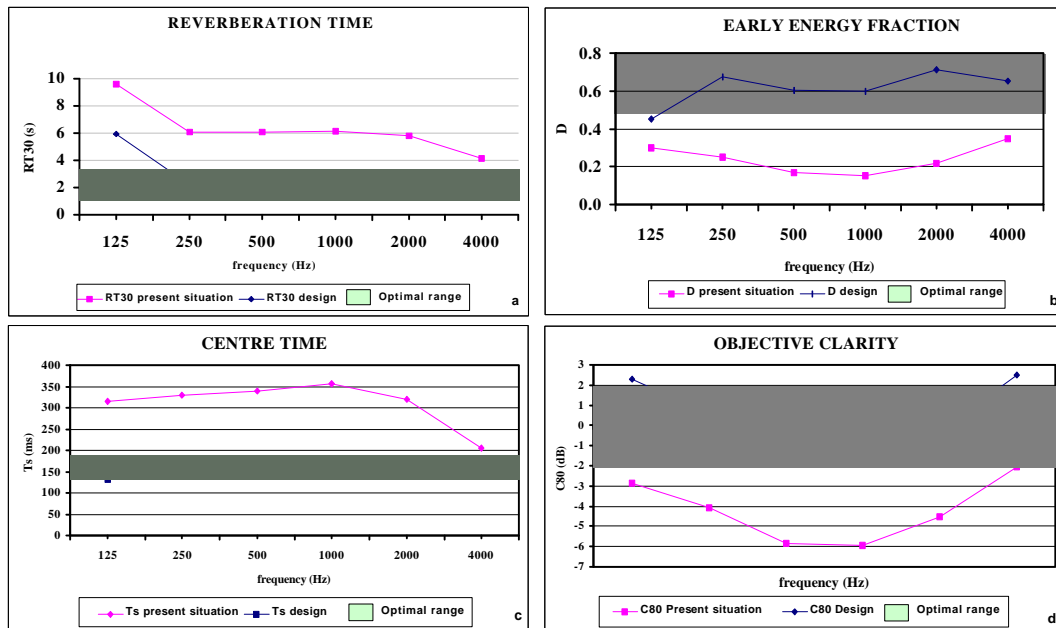 REVERBERATION TIME
RT30 (s)
10
8
6
4
2
0
125 250 500 1000 2000 4000
frequency (Hz)
RT30 present situation RT30 design Optimal range
a
EARLY ENERGY FRACTION
D
0.8
0.6
0.4
0.2
0.0
125 250 500 1000 2000 4000
frequency (Hz)
D present situation D design Optimal range
b
CENTRE TIME
Ts (ms)
400
350
300
250
200
150
100
50
0
125 250 500 1000 2000 4000
frequency (Hz)
Ts present situation Ts design Optimal range
c
OBJECTIVE CLARITY
C80 (dB)
3
2
1
0
-1
-2
-3
-4
-5
-6
-7
frequency (Hz)
C80 Present situation C80 Design Optimal range
d